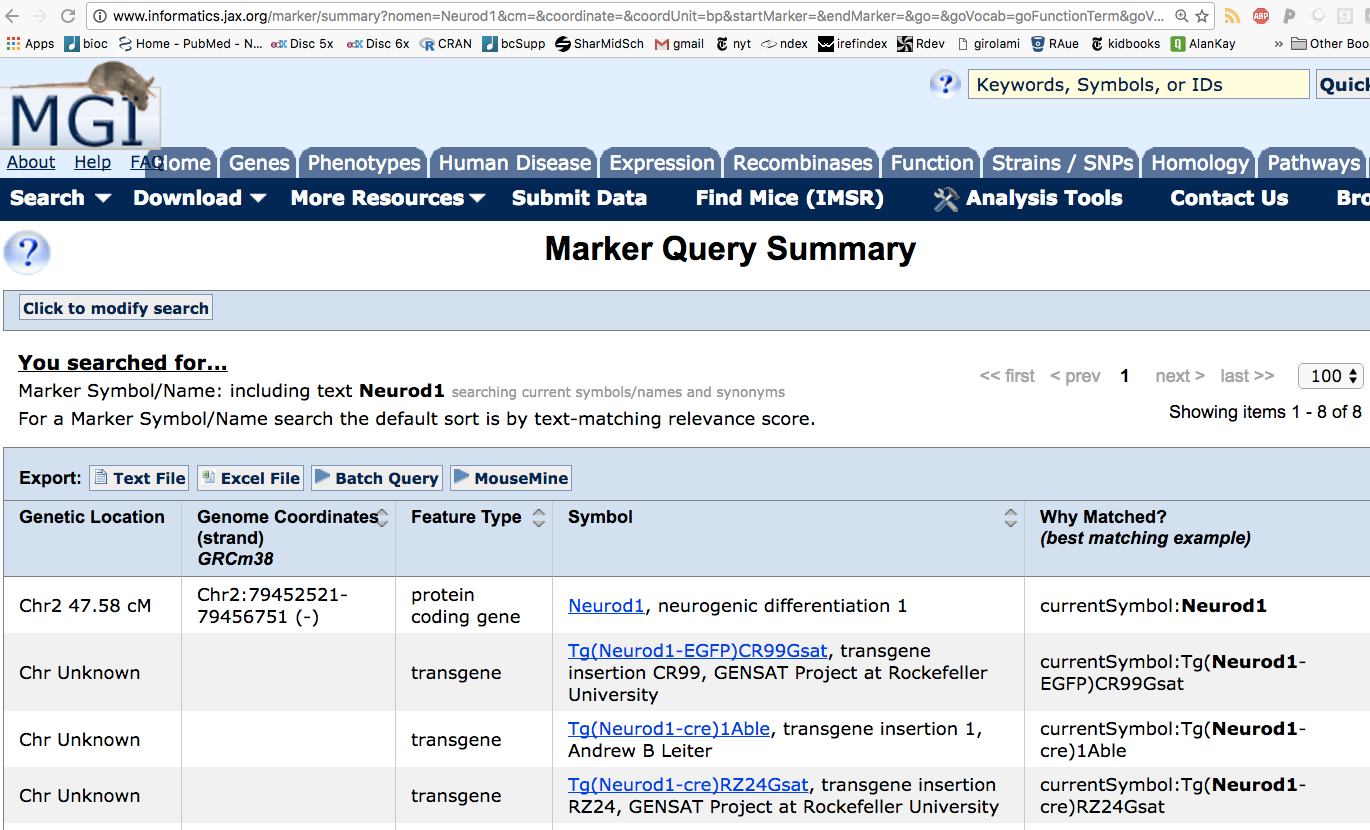 www.informatics.jax.org/marker/summary?nomen=Neurod1&cm=&coordinate=&coordUnit=bp&startMarker=&endMarker=&go=&goVocab=goFunctionTerm&goV...
ABP
Apps bioc Home - PubMed - N... edX Disc 5x edX Disc 6x CRAN bcSupp SharMidSch gmail nyt ndex irefindex Rdev girolami RAue kidbooks AlanKay » Other Boo
MGI
? Keywords, Symbols, or IDs Quick
About Help FAQ Home Genes Phenotypes Human Disease Expression Recombinases Function Strains / SNPs Homology Pathways
Search Download More Resources Submit Data Find Mice (IMSR) Analysis Tools Contact Us Bro
? Marker Query Summary
Click to modify search
You searched for...
Marker Symbol/Name: including text Neurod1 searching current symbols/names and synonyms
For a Marker Symbol/Name search the default sort is by text-matching relevance score.
<< first < prev 1 next > last >> 100
Showing items 1 - 8 of 8
Export: Text File Excel File Batch Query MouseMine
Genetic Location
Genome Coordinates
(strand)
GRCm38
Feature Type
Symbol
Why Matched?
(best matching example)
Chr2 47.58 cM
Chr2:79452521-
79456751 (-)
protein
coding gene
Neurod1, neurogenic differentiation 1
currentSymbol:Neurod1
Chr Unknown
transgene
Tg(Neurod1-EGFP)CR99Gsat, transgene
insertion CR99, GENSAT Project at Rockefeller
University
currentSymbol:Tg(Neurod1-
EGFP)CR99Gsat
Chr Unknown
transgene
Tg(Neurod1-cre)1Able, transgene insertion 1,
Andrew B Leiter
currentSymbol:Tg(Neurod1-
cre)1Able
Chr Unknown
transgene
Tg(Neurod1-cre)RZ24Gsat, transgene insertion
RZ24, GENSAT Project at Rockefeller University
currentSymbol:Tg(Neurod1-
cre)RZ24Gsat